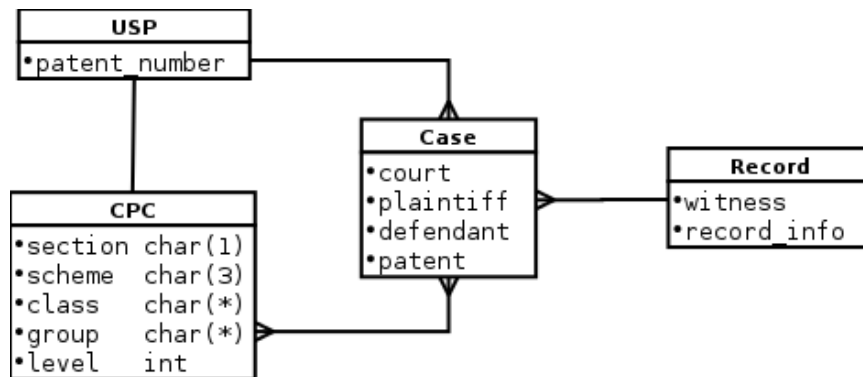 USP
•patent_number
Case
•court
•plaintiff
•defendant
•patent
Record
•witness
•record_info
CPC
•section char(1)
•scheme char(3)
•class char(*)
•group char(*)
•level int